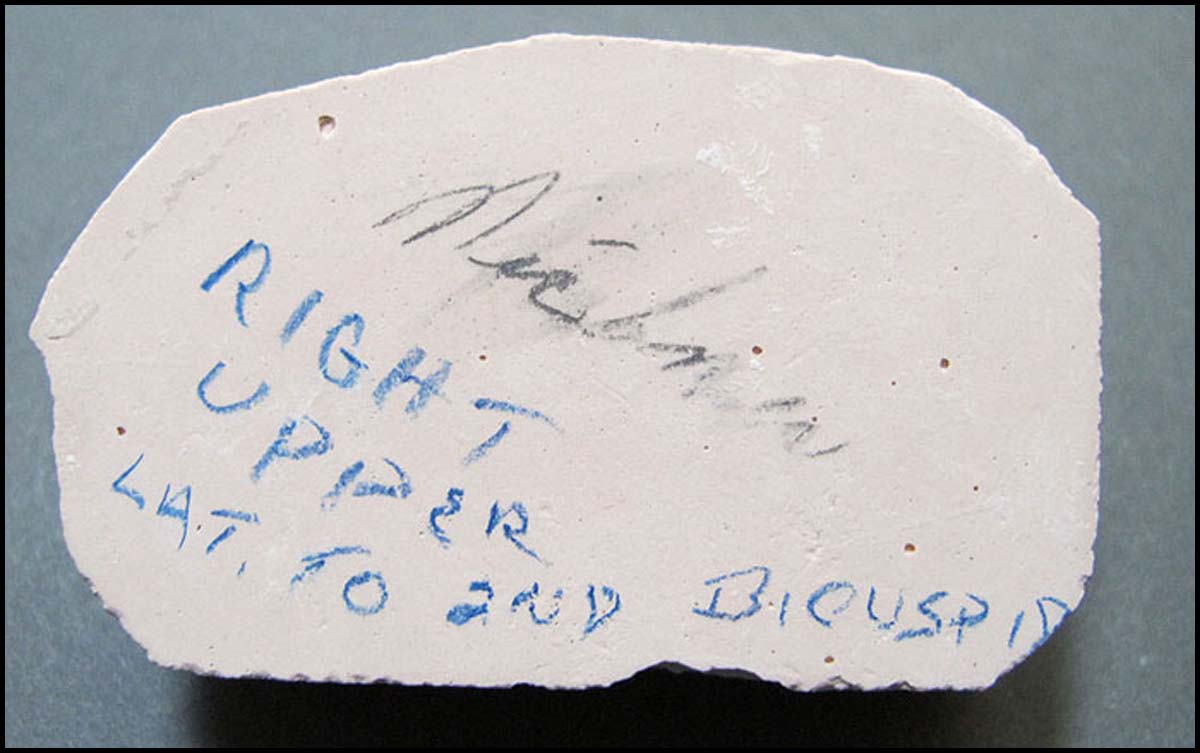 RIGHT
UPPER
LAT. TO 2ND BICUSPID